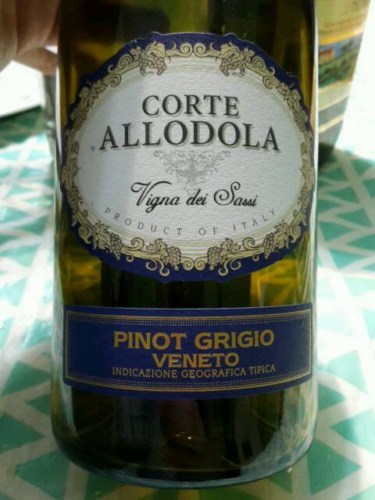 CORTE
ALLODOLA
Vigna dei Sassi
PRODUCT OF ITALY
PINOT GRIGIO
VENETO
INDICAZIONE GEOGRAFICA TIPICA